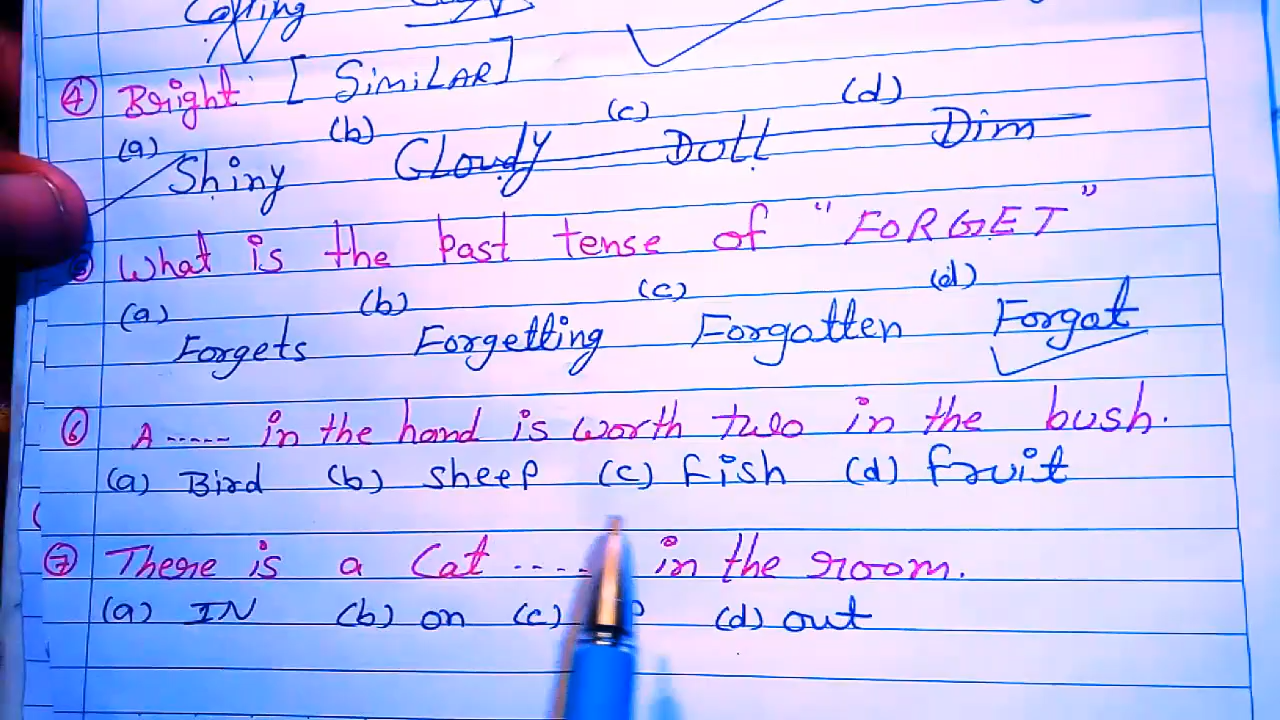 ④ Bright: [SimiLAR]
(a) Shiny (b) Cloudy (c) Doll (d) Dim
What is the past tense of "FORGET"
(a) Forgets (b) Forgetting (c) Forgotten (d) Forgot
⑥ A ----- in the hand is worth two in the bush.
(a) Bird (b) sheep (c) fish (d) fruit
⑦ There is a Cat ---- in the room.
(a) IN (b) on (c) (d) out